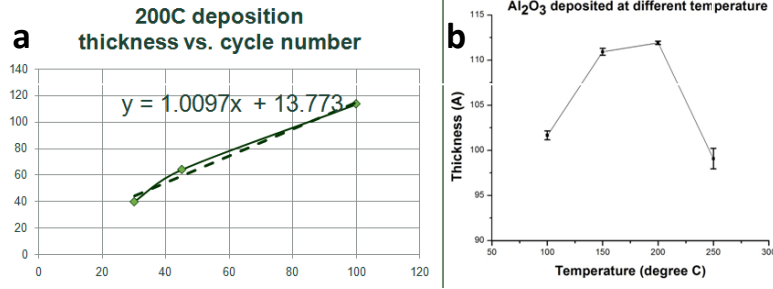 a
200C deposition
thickness vs. cycle number
y = 1.0097x + 13.773
140
120
100
80
60
40
20
0
0 20 40 60 80 100 120
b
Al2O3 deposited at different temperature
Thickness (A)
115
110
105
100
95
90
50 100 150 200 250 300
Temperature (degree C)